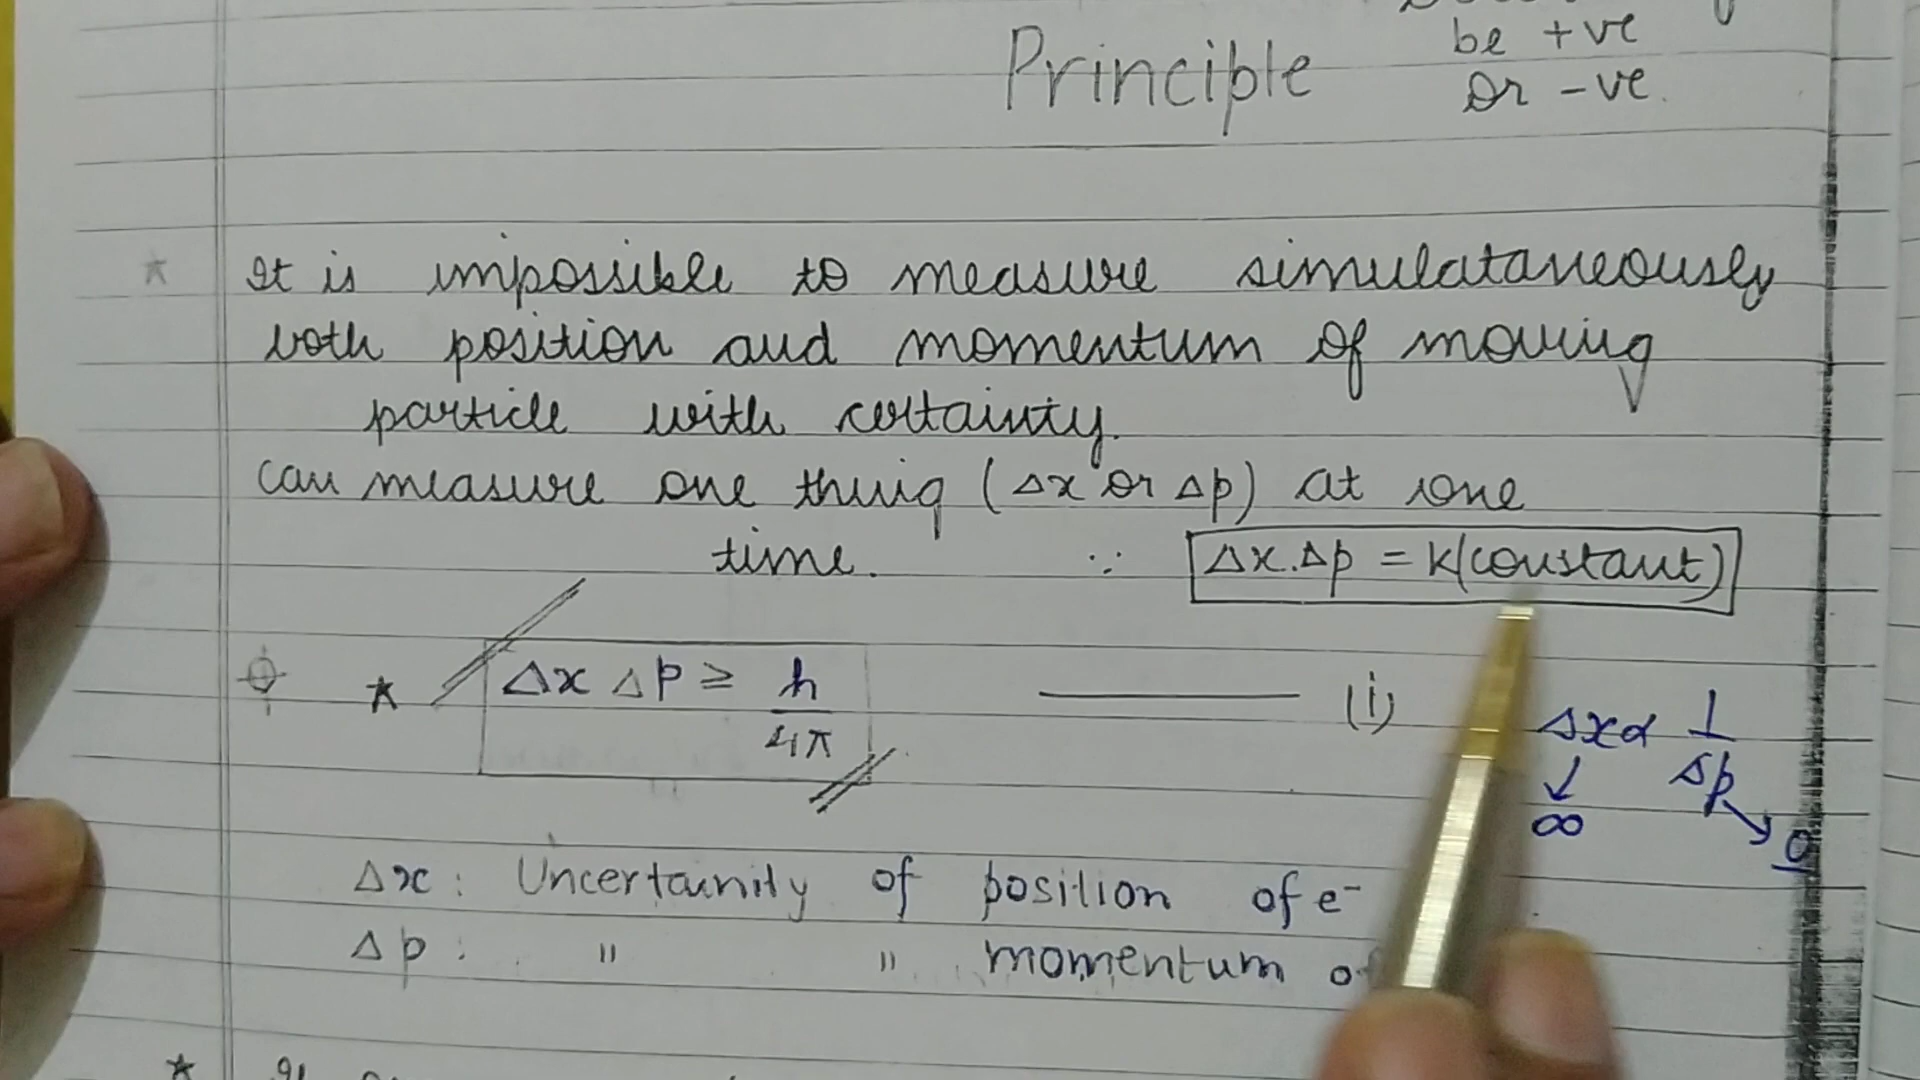 be +ve
Principle
or -ve.
It is impossible to measure simulataneously
both position and momentum of moving
particle with certainty.
can measure one thing (Δx or Δp) at one
time. ∵ Δx.Δp = k(constant)
Δx Δp ≥ h/4π (i)
Δx α 1/Δp
∞ 0
Δx : Uncertainity of position of e⁻
Δp : " " momentum of